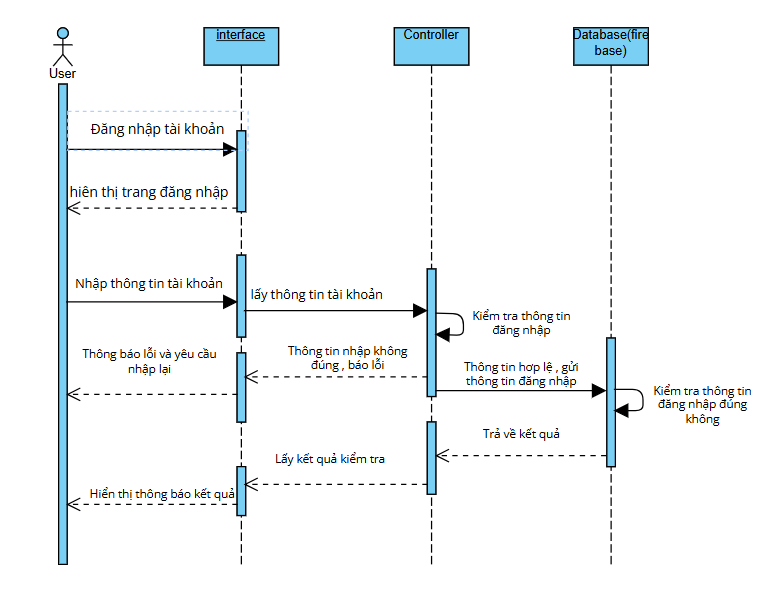 User
interface
Controller
Database(fire
base)
Đăng nhập tài khoản
hiên thị trang đăng nhập
Nhập thông tin tài khoản
lấy thông tin tài khoản
Kiểm tra thông tin
đăng nhập
Thông báo lỗi và yêu cầu
nhập lại
Thông tin nhập không
đúng , báo lỗi
Thông tin hợp lệ , gửi
thông tin đăng nhập
Kiểm tra thông tin
đăng nhập đúng
không
Trả về kết quả
Lấy kết quả kiểm tra
Hiển thị thông báo kết quả